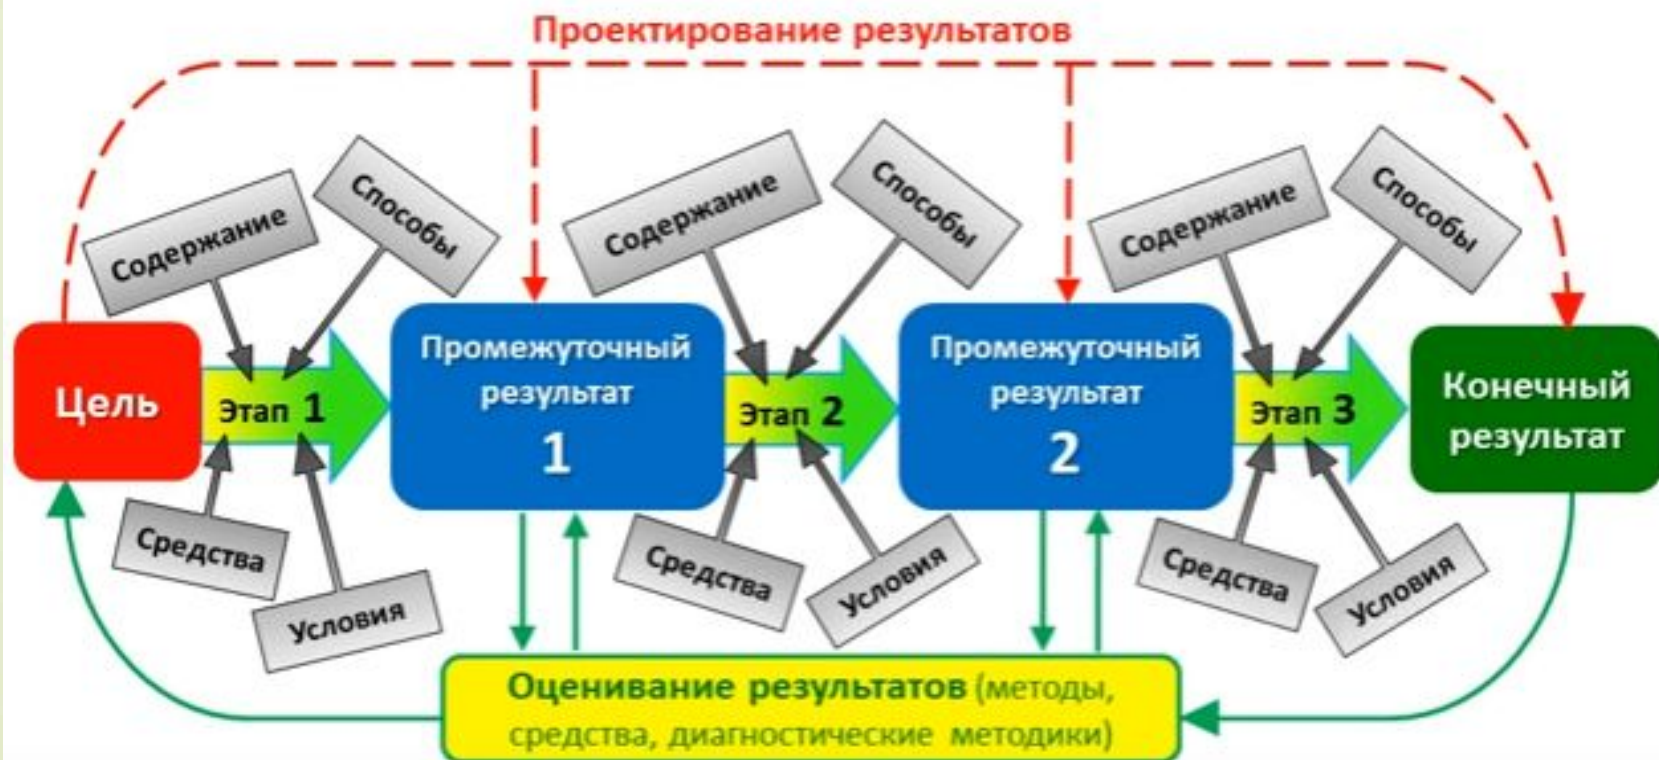 Проектирование результатов
Содержание
Способы
Содержание
Способы
Содержание
Способы
Цель
Этап 1
Промежуточный
результат
1
Этап 2
Промежуточный
результат
2
Этап 3
Конечный
результат
Средства
Условия
Средства
Условия
Средства
Условия
Оценивание результатов (методы,
средства, диагностические методики)